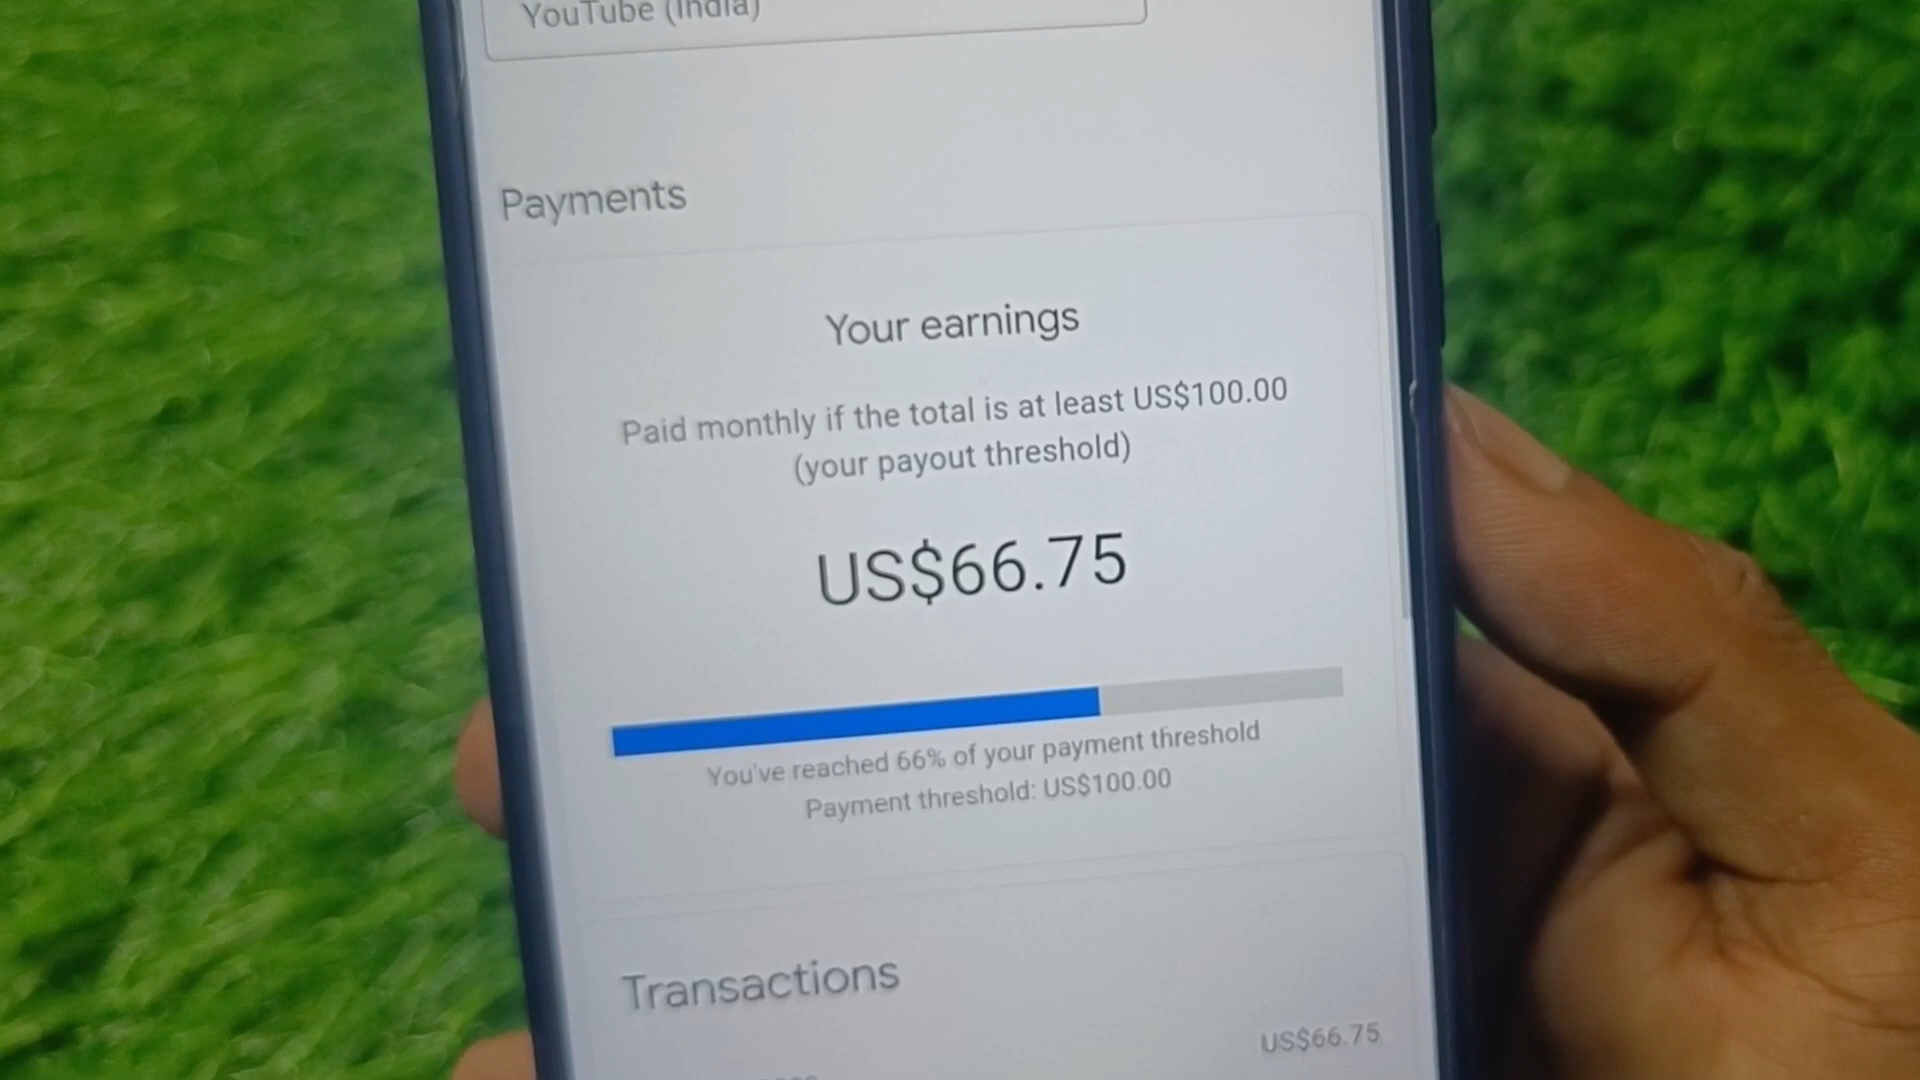 YouTube (India)
Payments
Your earnings
Paid monthly if the total is at least US$100.00
(your payout threshold)
US$66.75
You've reached 66% of your payment threshold
Payment threshold: US$100.00
Transactions
US$66.75